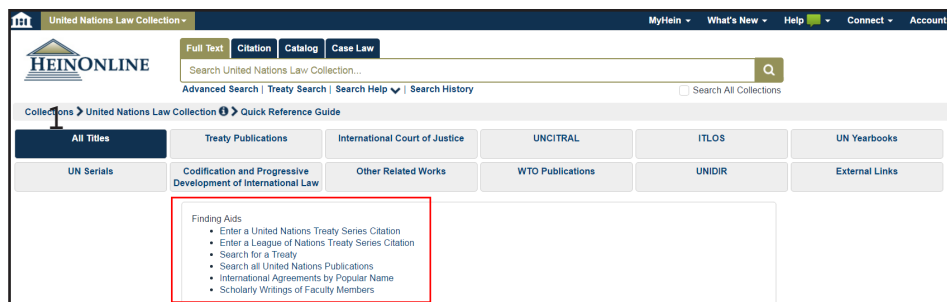 United Nations Law Collection
MyHein What's New Help Connect Account
HEINONLINE
Full Text Citation Catalog Case Law
Search United Nations Law Collection...
Advanced Search | Treaty Search | Search Help | Search History
Search All Collections
Collections > United Nations Law Collection > Quick Reference Guide
1
All Titles Treaty Publications International Court of Justice UNCITRAL ITLOS UN Yearbooks
UN Serials Codification and Progressive Other Related Works WTO Publications UNIDIR External Links
Development of International Law
Finding Aids
• Enter a United Nations Treaty Series Citation
• Enter a League of Nations Treaty Series Citation
• Search for a Treaty
• Search all United Nations Publications
• International Agreements by Popular Name
• Scholarly Writings of Faculty Members